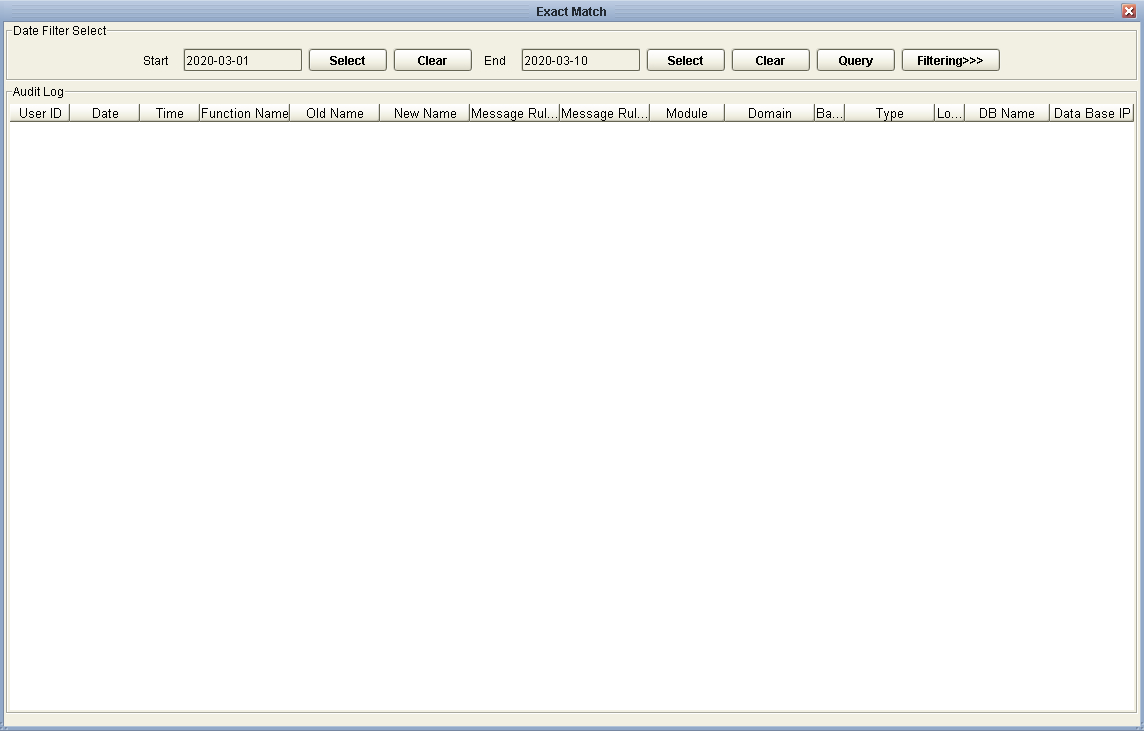 Exact Match
Date Filter Select
Start 2020-03-01 Select Clear End 2020-03-10 Select Clear Query Filtering>>>
Audit Log
User ID Date Time Function Name Old Name New Name Message Rul... Message Rul... Module Domain Ba... Type Lo... DB Name Data Base IP